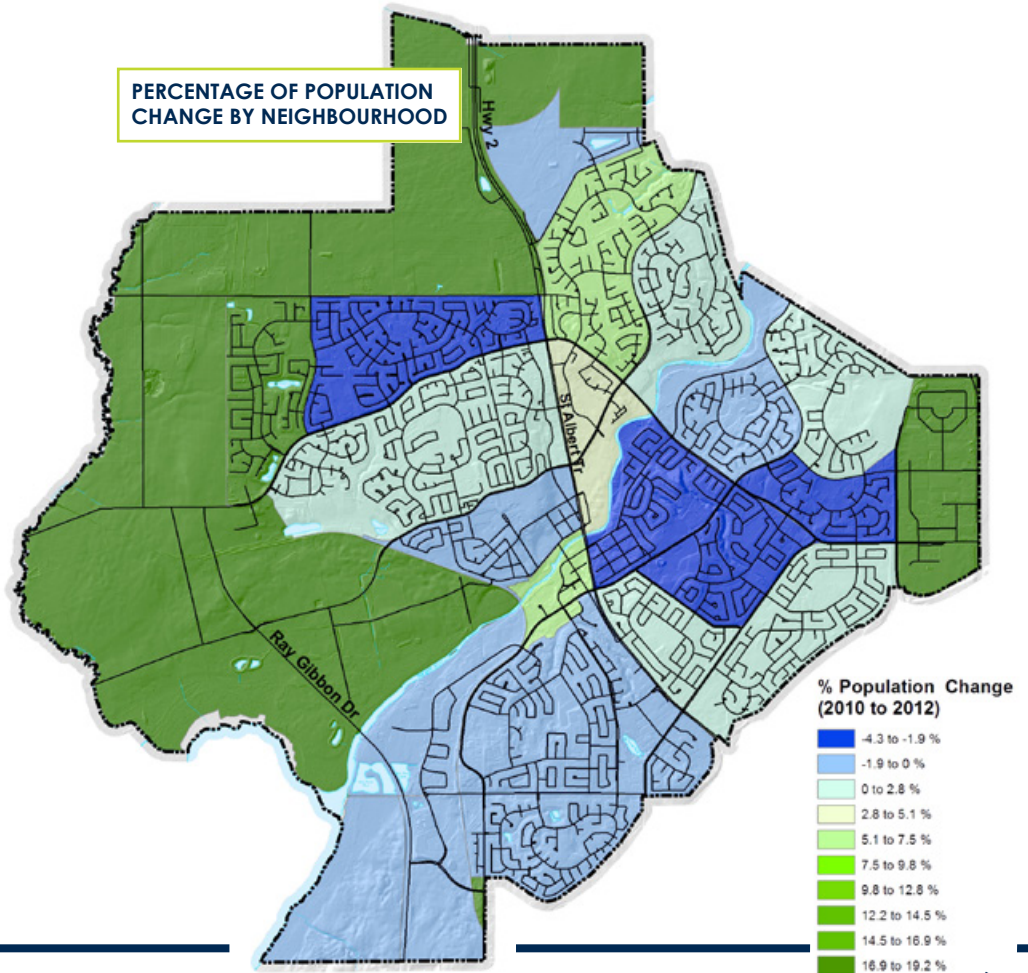 PERCENTAGE OF POPULATION
CHANGE BY NEIGHBOURHOOD
Hwy 2
St Albert Tr
Ray Gibbon Dr
% Population Change
(2010 to 2012)
-4.3 to -1.9 %
-1.9 to 0 %
0 to 2.8 %
2.8 to 5.1 %
5.1 to 7.5 %
7.5 to 9.8 %
9.8 to 12.8 %
12.2 to 14.5 %
14.5 to 16.9 %
16.9 to 19.2 %